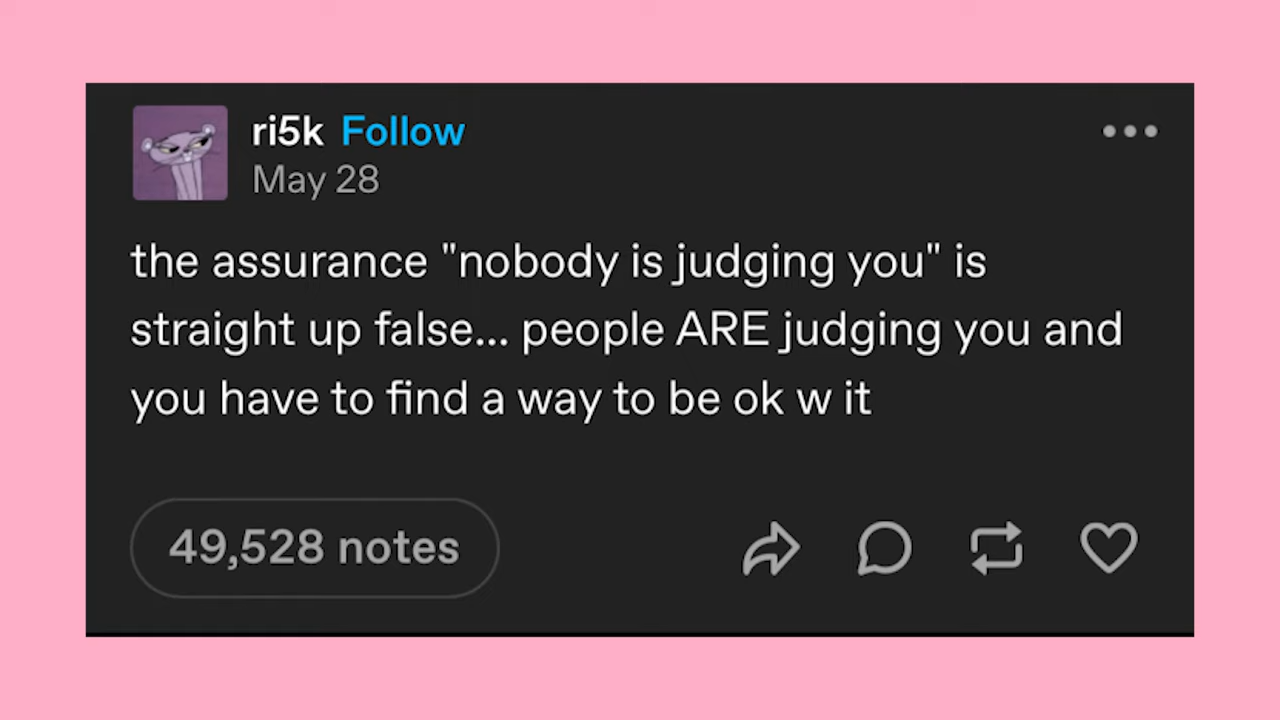 ri5k Follow
May 28
the assurance "nobody is judging you" is
straight up false... people ARE judging you and
you have to find a way to be ok w it
49,528 notes